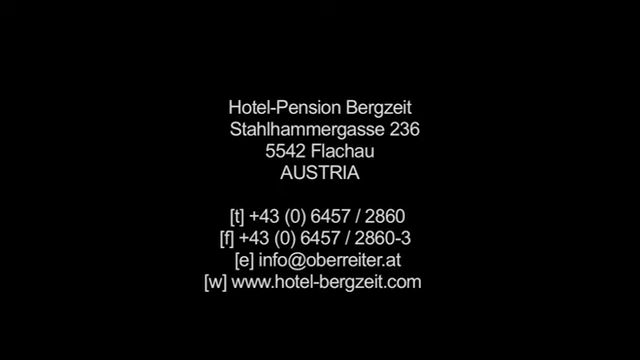 Hotel-Pension Bergzeit
Stahlhammergasse 236
5542 Flachau
AUSTRIA
[t] +43 (0) 6457 / 2860
[f] +43 (0) 6457 / 2860-3
[e] info@oberreiter.at
[w] www.hotel-bergzeit.com